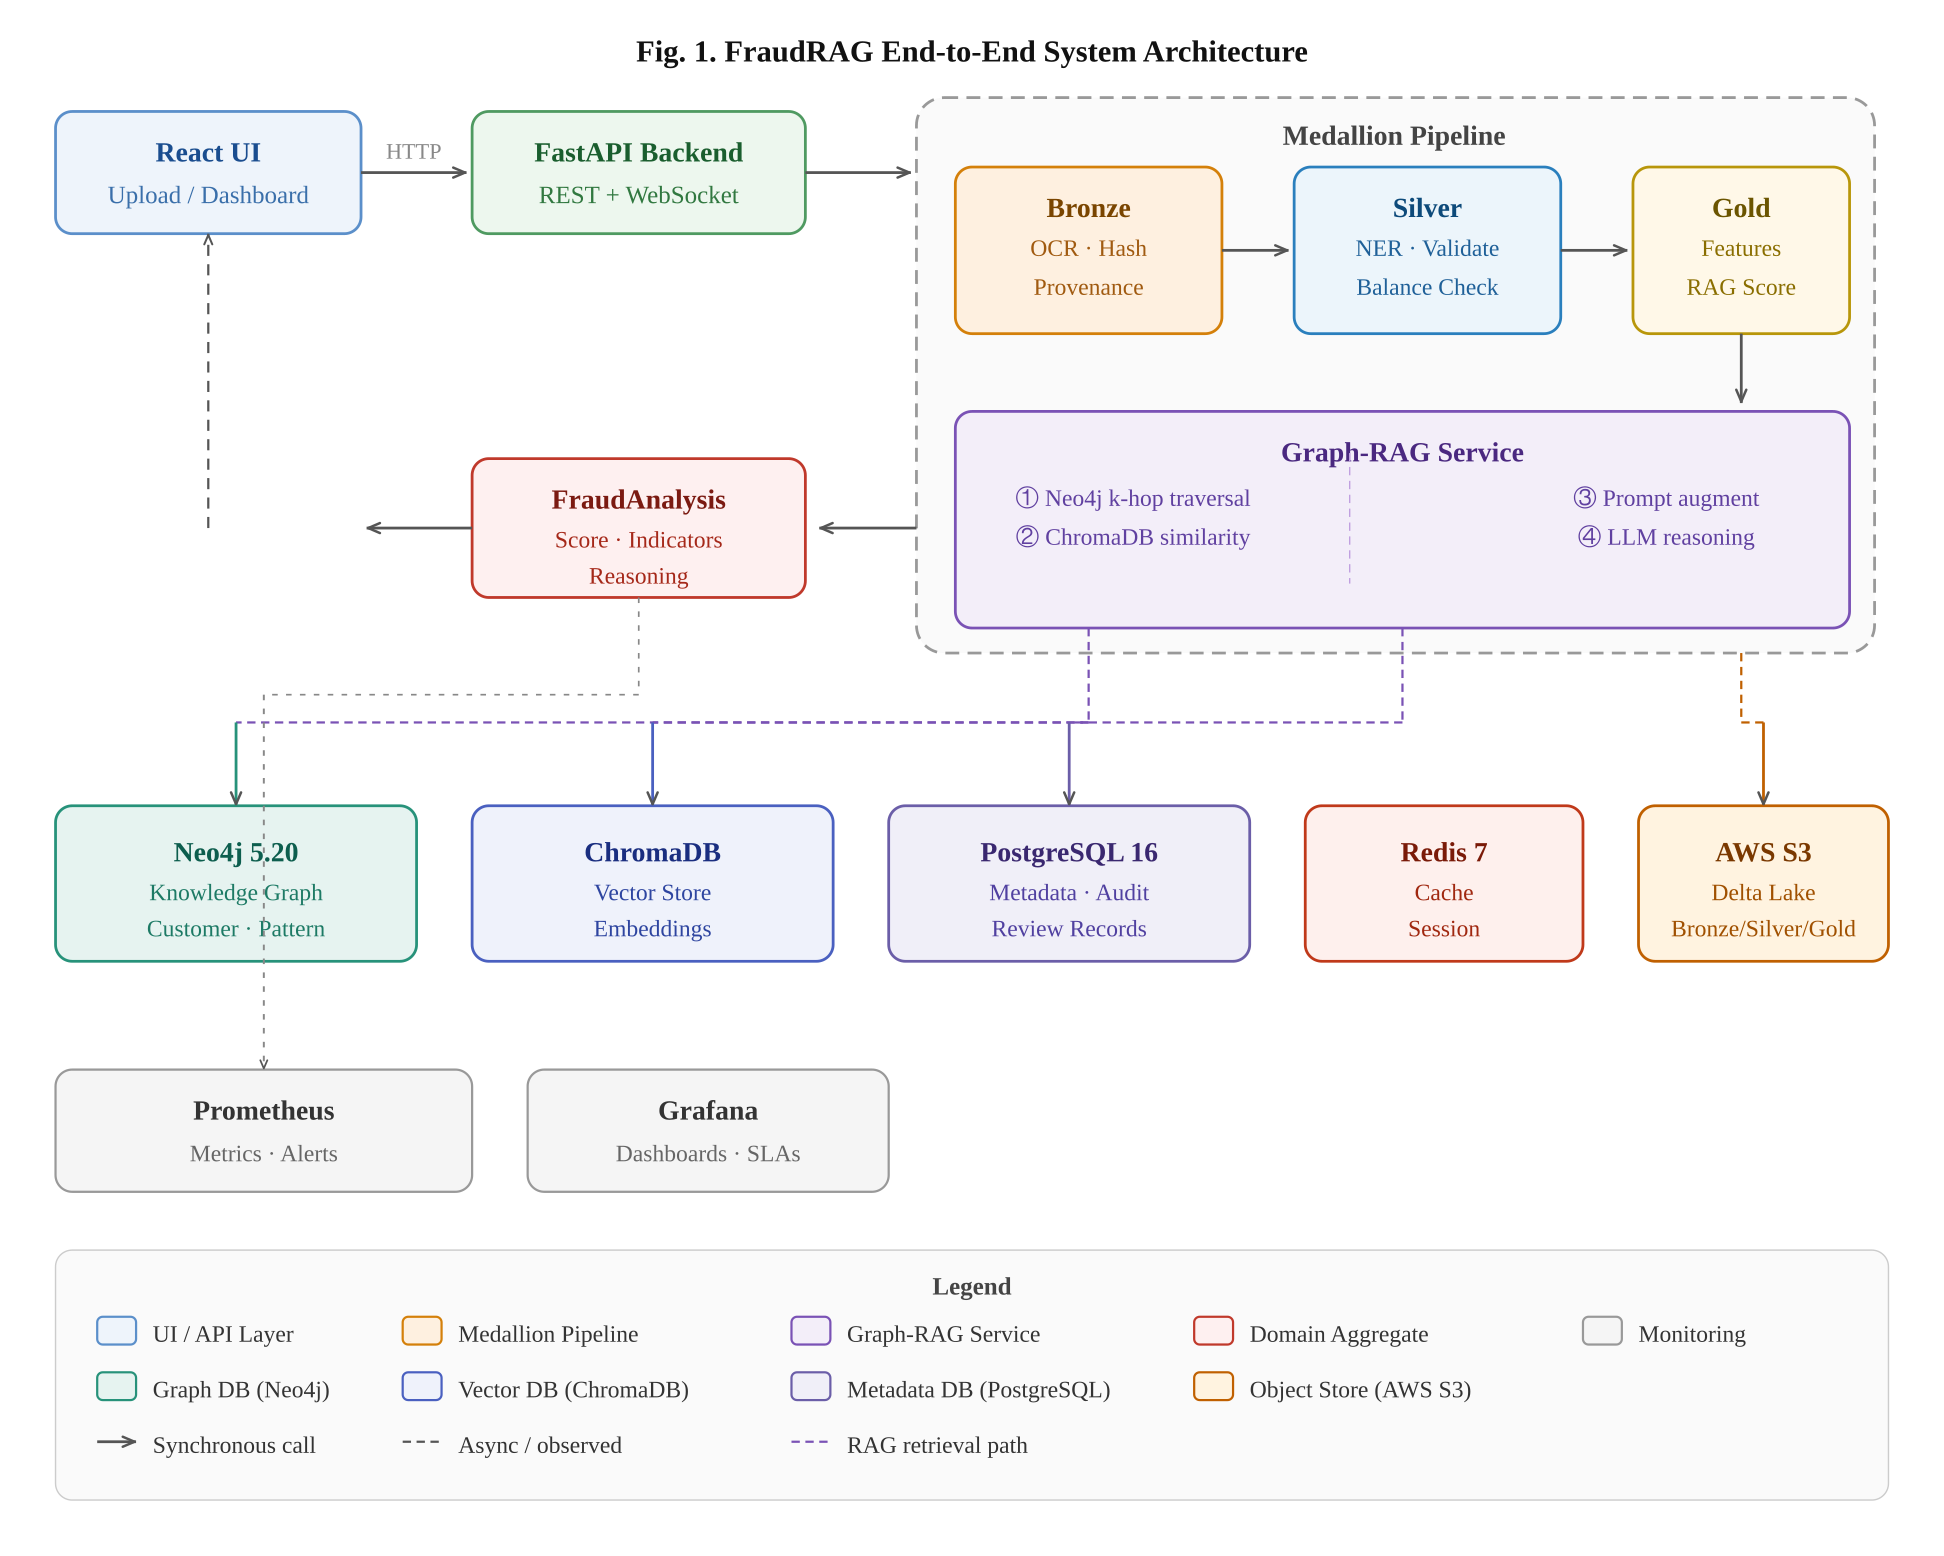 Fig. 1. FraudRAG End-to-End System Architecture
React UI
Upload / Dashboard
HTTP
FastAPI Backend
REST + WebSocket
Medallion Pipeline
Bronze
OCR · Hash
Provenance
Silver
NER · Validate
Balance Check
Gold
Features
RAG Score
Graph-RAG Service
① Neo4j k-hop traversal
② ChromaDB similarity
③ Prompt augment
④ LLM reasoning
FraudAnalysis
Score · Indicators
Reasoning
Neo4j 5.20
Knowledge Graph
Customer · Pattern
ChromaDB
Vector Store
Embeddings
PostgreSQL 16
Metadata · Audit
Review Records
Redis 7
Cache
Session
AWS S3
Delta Lake
Bronze/Silver/Gold
Prometheus
Metrics · Alerts
Grafana
Dashboards · SLAs
Legend
UI / API Layer
Medallion Pipeline
Graph-RAG Service
Domain Aggregate
Monitoring
Graph DB (Neo4j)
Vector DB (ChromaDB)
Metadata DB (PostgreSQL)
Object Store (AWS S3)
Synchronous call
Async / observed
RAG retrieval path